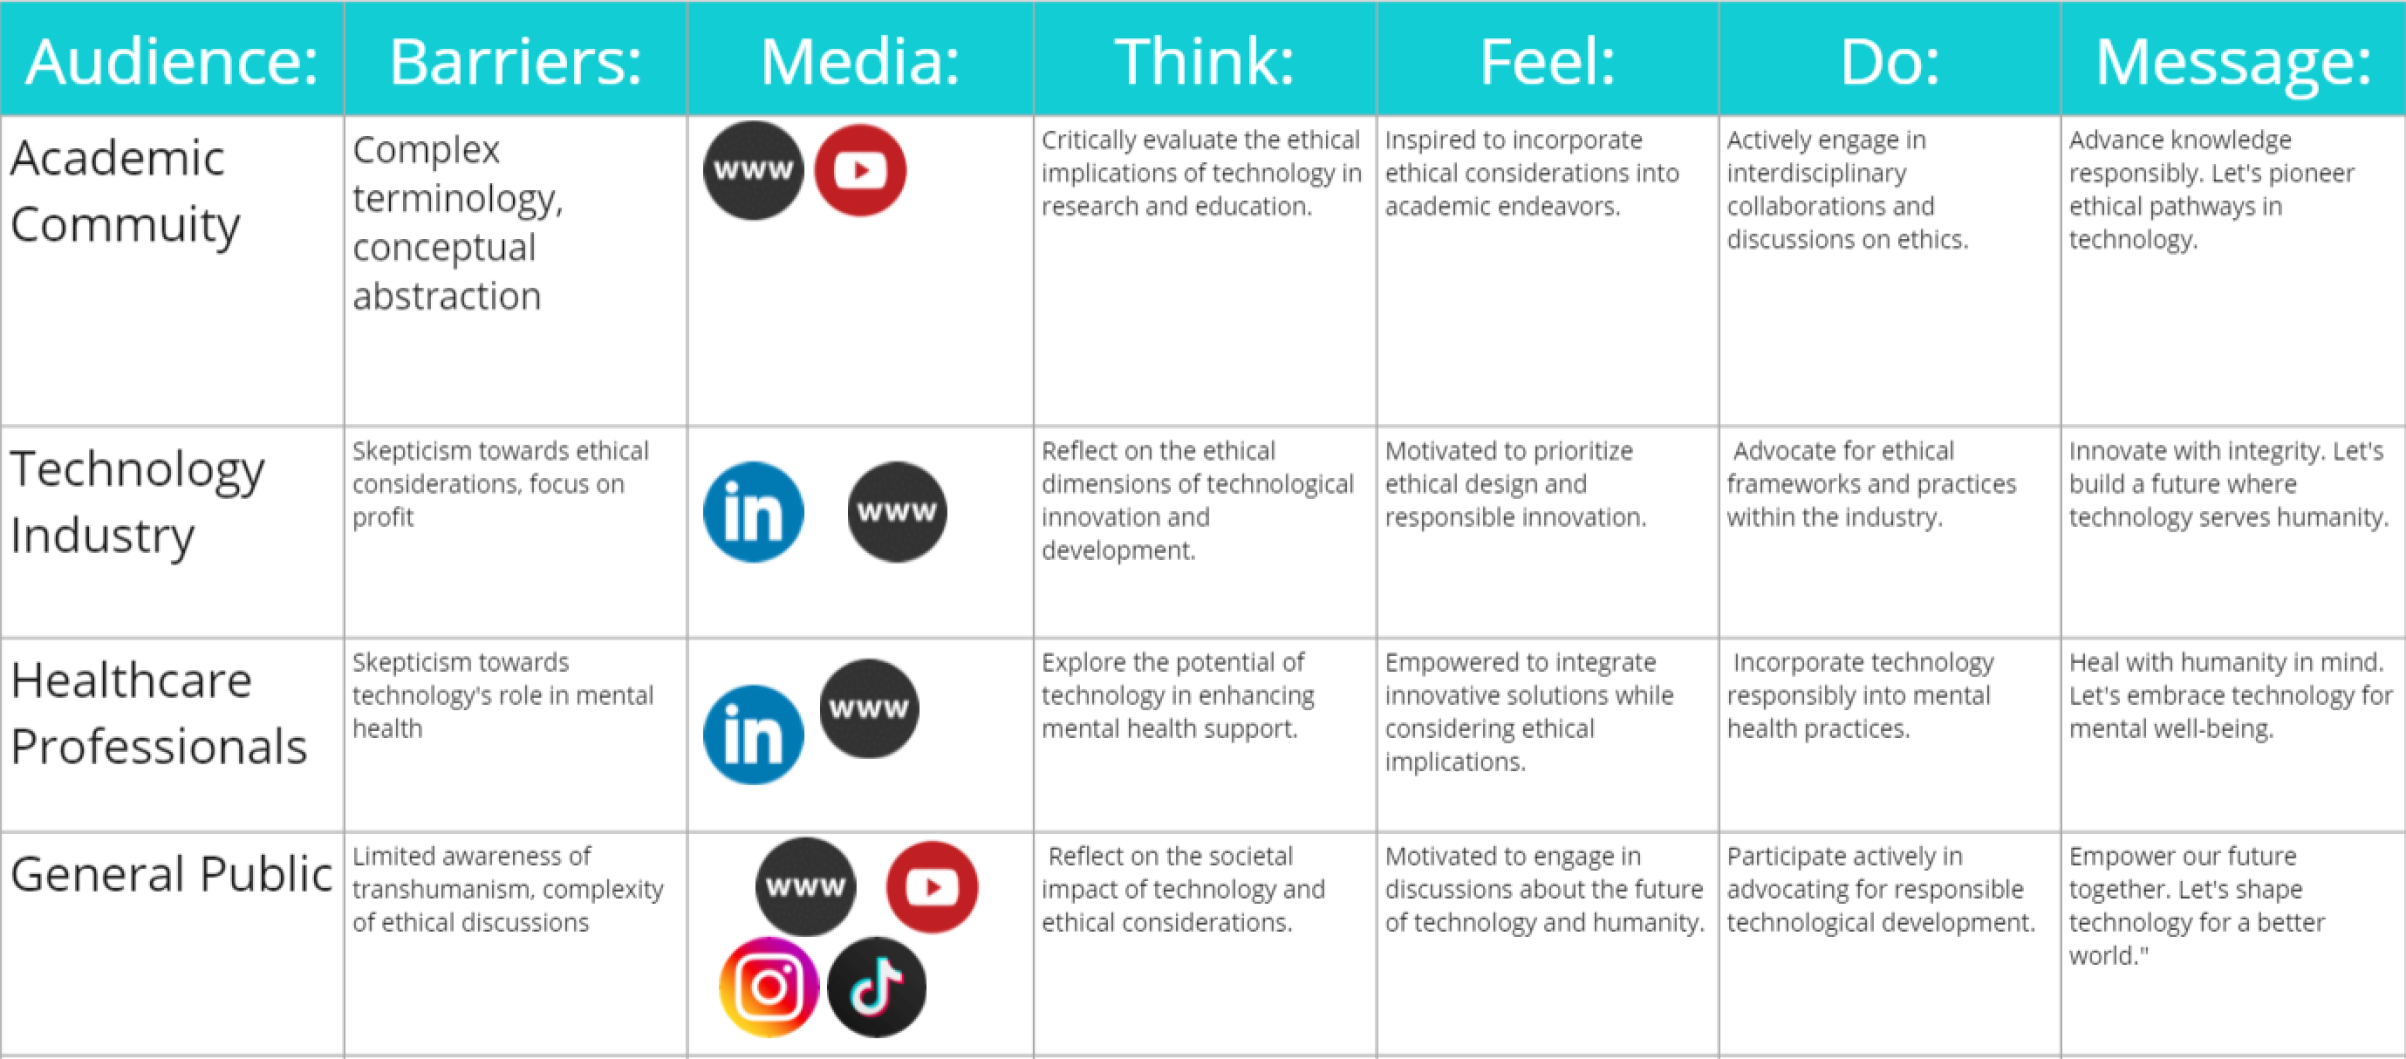 Audience:
Barriers:
Media:
Think:
Feel:
Do:
Message:
Academic
Commuity
Complex
terminology,
conceptual
abstraction
www
Critically evaluate the ethical
implications of technology in
research and education.
Inspired to incorporate
ethical considerations into
academic endeavors.
Actively engage in
interdisciplinary
collaborations and
discussions on ethics.
Advance knowledge
responsibly. Let's pioneer
ethical pathways in
technology.
Technology
Industry
Skepticism towards ethical
considerations, focus on
profit
in
www
Reflect on the ethical
dimensions of technological
innovation and
development.
Motivated to prioritize
ethical design and
responsible innovation.
Advocate for ethical
frameworks and practices
within the industry.
Innovate with integrity. Let's
build a future where
technology serves humanity.
Healthcare
Professionals
Skepticism towards
technology's role in mental
health
in
www
Explore the potential of
technology in enhancing
mental health support.
Empowered to integrate
innovative solutions while
considering ethical
implications.
Incorporate technology
responsibly into mental
health practices.
Heal with humanity in mind.
Let's embrace technology for
mental well-being.
General Public
Limited awareness of
transhumanism, complexity
of ethical discussions
www
Reflect on the societal
impact of technology and
ethical considerations.
Motivated to engage in
discussions about the future
of technology and humanity.
Participate actively in
advocating for responsible
technological development.
Empower our future
together. Let's shape
technology for a better
world."